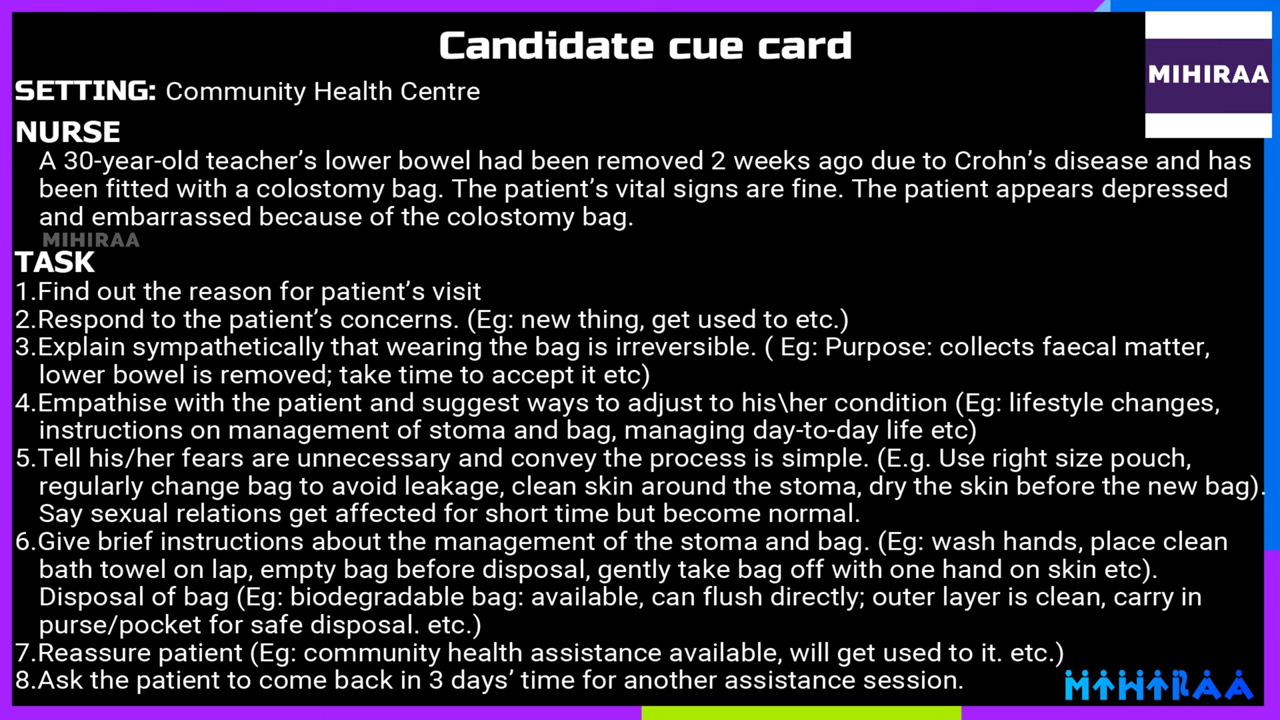 Candidate cue card
MIHIRAA
SETTING: Community Health Centre
NURSE
A 30-year-old teacher's lower bowel had been removed 2 weeks ago due to Crohn's disease and has
been fitted with a colostomy bag. The patient's vital signs are fine. The patient appears depressed
and embarrassed because of the colostomy bag.
MIHIRAA
TASK
1.Find out the reason for patient's visit
2.Respond to the patient's concerns. (Eg: new thing, get used to etc.)
3.Explain sympathetically that wearing the bag is irreversible. ( Eg: Purpose: collects faecal matter,
lower bowel is removed; take time to accept it etc)
4.Empathise with the patient and suggest ways to adjust to his\her condition (Eg: lifestyle changes,
instructions on management of stoma and bag, managing day-to-day life etc)
5.Tell his/her fears are unnecessary and convey the process is simple. (E.g. Use right size pouch,
regularly change bag to avoid leakage, clean skin around the stoma, dry the skin before the new bag).
Say sexual relations get affected for short time but become normal.
6.Give brief instructions about the management of the stoma and bag. (Eg: wash hands, place clean
bath towel on lap, empty bag before disposal, gently take bag off with one hand on skin etc).
Disposal of bag (Eg: biodegradable bag: available, can flush directly; outer layer is clean, carry in
purse/pocket for safe disposal. etc.)
7.Reassure patient (Eg: community health assistance available, will get used to it. etc.)
8.Ask the patient to come back in 3 days' time for another assistance session.
MIHIRAA